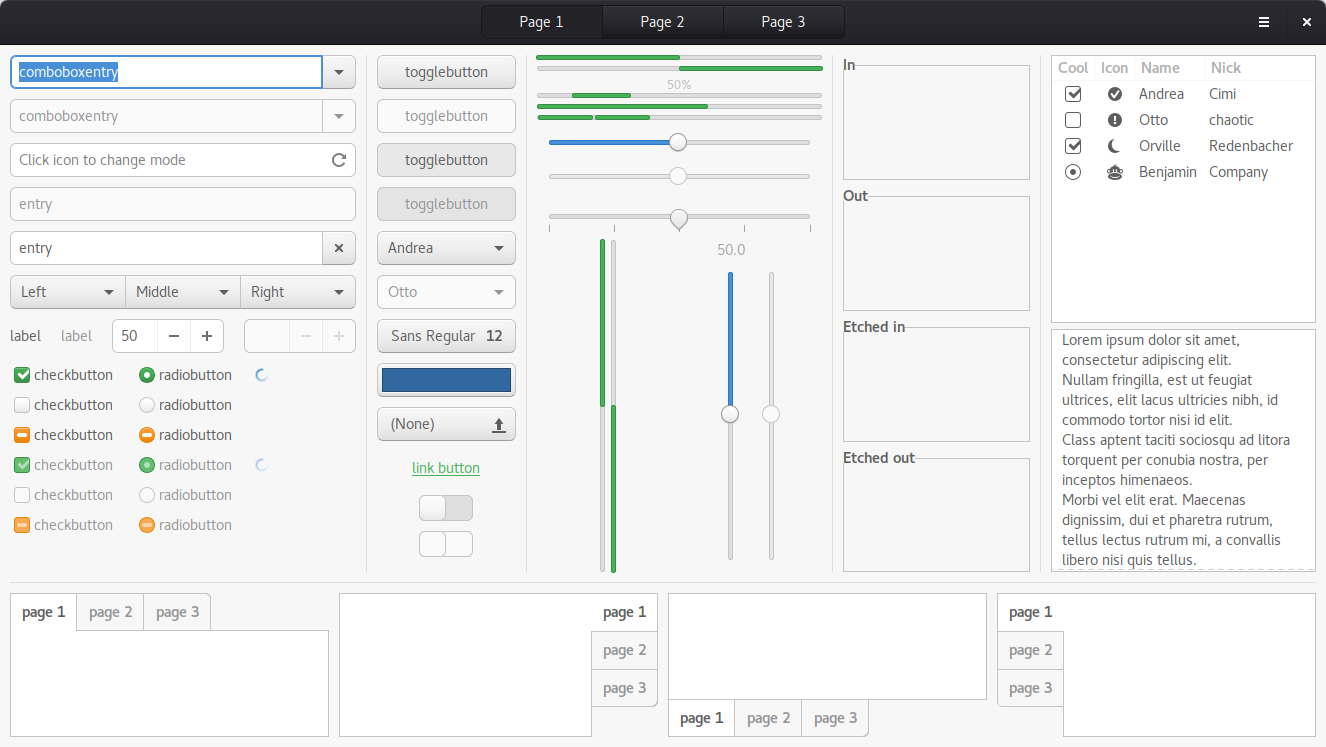 Page 1 Page 2 Page 3
comboboxentry
comboboxentry
Click icon to change mode
entry
entry
Left Middle Right
label label 50
checkbutton radiobutton
checkbutton radiobutton
checkbutton radiobutton
checkbutton radiobutton
checkbutton radiobutton
checkbutton radiobutton
togglebutton
togglebutton
togglebutton
togglebutton
Andrea
Otto
Sans Regular 12
(None)
link button
50%
50.0
In
Out
Etched in
Etched out
Cool Icon Name Nick
Andrea Cimi
Otto chaotic
Orville Redenbacher
Benjamin Company
Lorem ipsum dolor sit amet,
consectetur adipiscing elit.
Nullam fringilla, est ut feugiat
ultrices, elit lacus ultricies nibh, id
commodo tortor nisi id elit.
Class aptent taciti sociosqu ad litora
torquent per conubia nostra, per
inceptos himenaeos.
Morbi vel elit erat. Maecenas
dignissim, dui et pharetra rutrum,
tellus lectus rutrum mi, a convallis
libero nisi quis tellus.
page 1 page 2 page 3
page 1
page 2
page 3
page 1 page 2 page 3
page 1
page 2
page 3